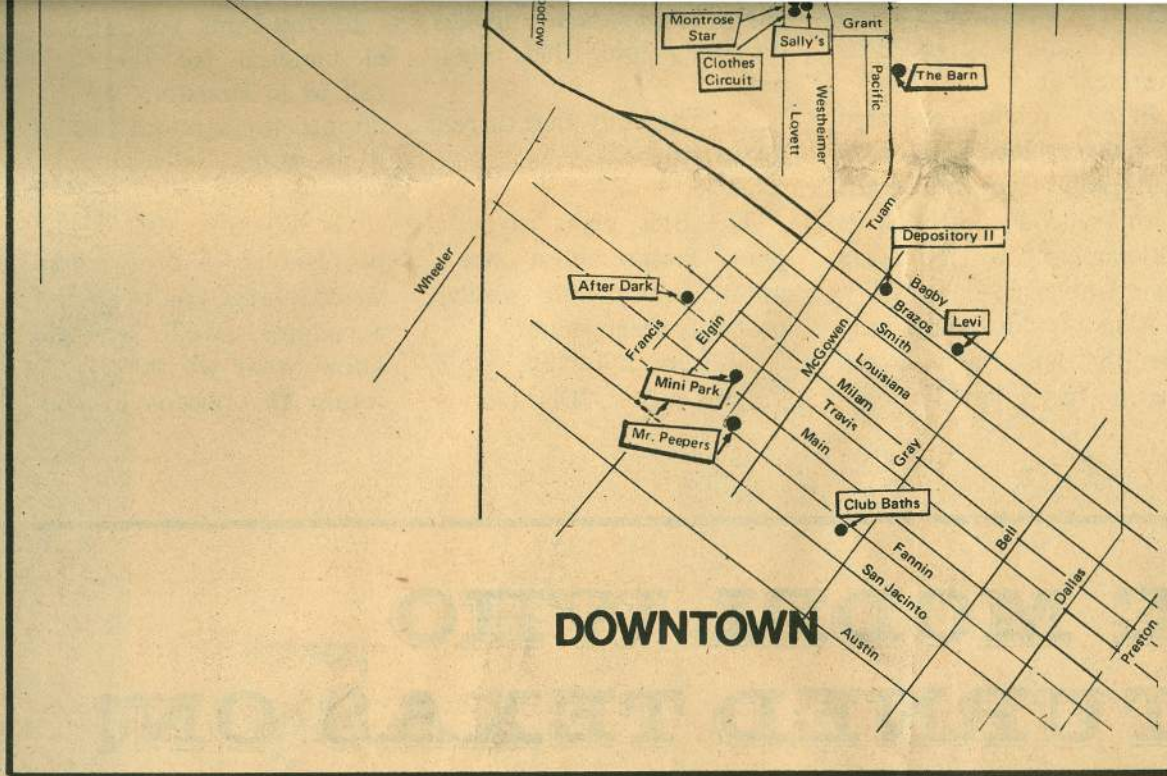 odrow
Montrose
Star
Sally's
Grant
Clothes
Circuit
Pacific
The Barn
Lovett
Westheimer
Tuam
Depository II
Wheeler
After Dark
Bagby
Brazos
Levi
Francis
Elgin
McGowen
Smith
Louisiana
Mini Park
Milam
Travis
Mr. Peepers
Main
Gray
Club Baths
Bell
Fannin
San Jacinto
Dallas
DOWNTOWN
Austin
Preston